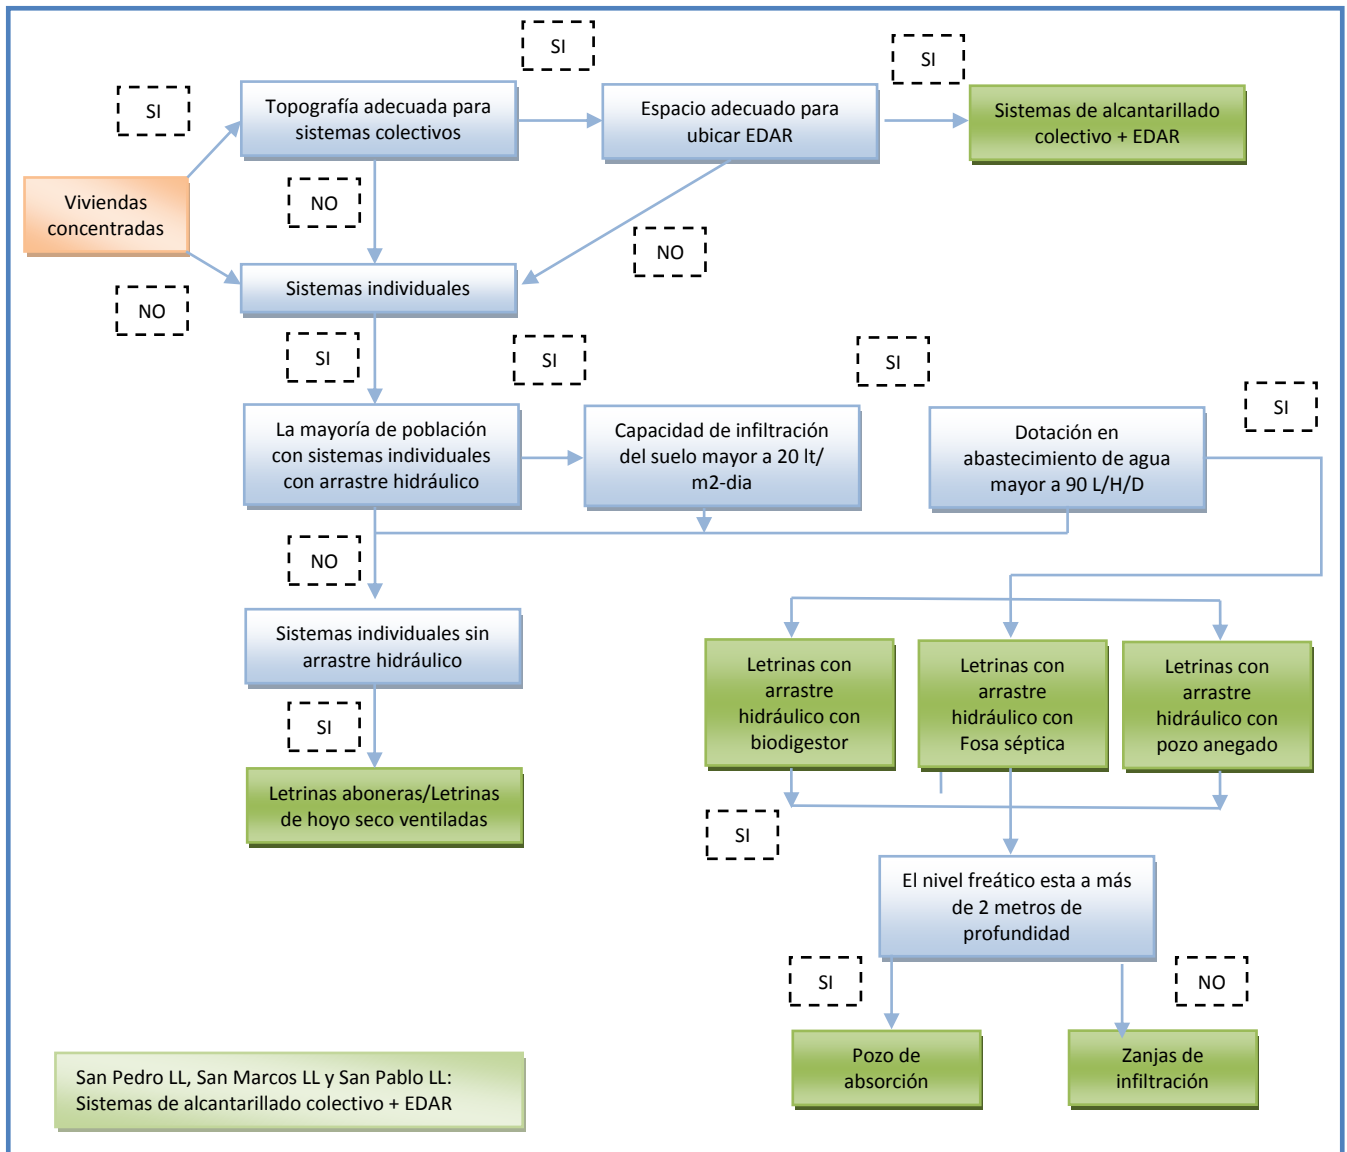 SI
SI
SI
Topografía adecuada para
sistemas colectivos
Espacio adecuado para
ubicar EDAR
Sistemas de alcantarillado
colectivo + EDAR
Viviendas
concentradas
NO
NO
Sistemas individuales
NO
SI
SI
SI
SI
La mayoría de población
con sistemas individuales
con arrastre hidráulico
Capacidad de infiltración
del suelo mayor a 20 lt/
m2-dia
Dotación en
abastecimiento de agua
mayor a 90 L/H/D
NO
Sistemas individuales sin
arrastre hidráulico
Letrinas con
arrastre
hidráulico con
biodigestor
Letrinas con
arrastre
hidráulico con
Fosa séptica
Letrinas con
arrastre
hidráulico con
pozo anegado
SI
Letrinas aboneras/Letrinas
de hoyo seco ventiladas
SI
El nivel freático esta a más
de 2 metros de
profundidad
SI
NO
Pozo de
absorción
Zanjas de
infiltración
San Pedro LL, San Marcos LL y San Pablo LL:
Sistemas de alcantarillado colectivo + EDAR